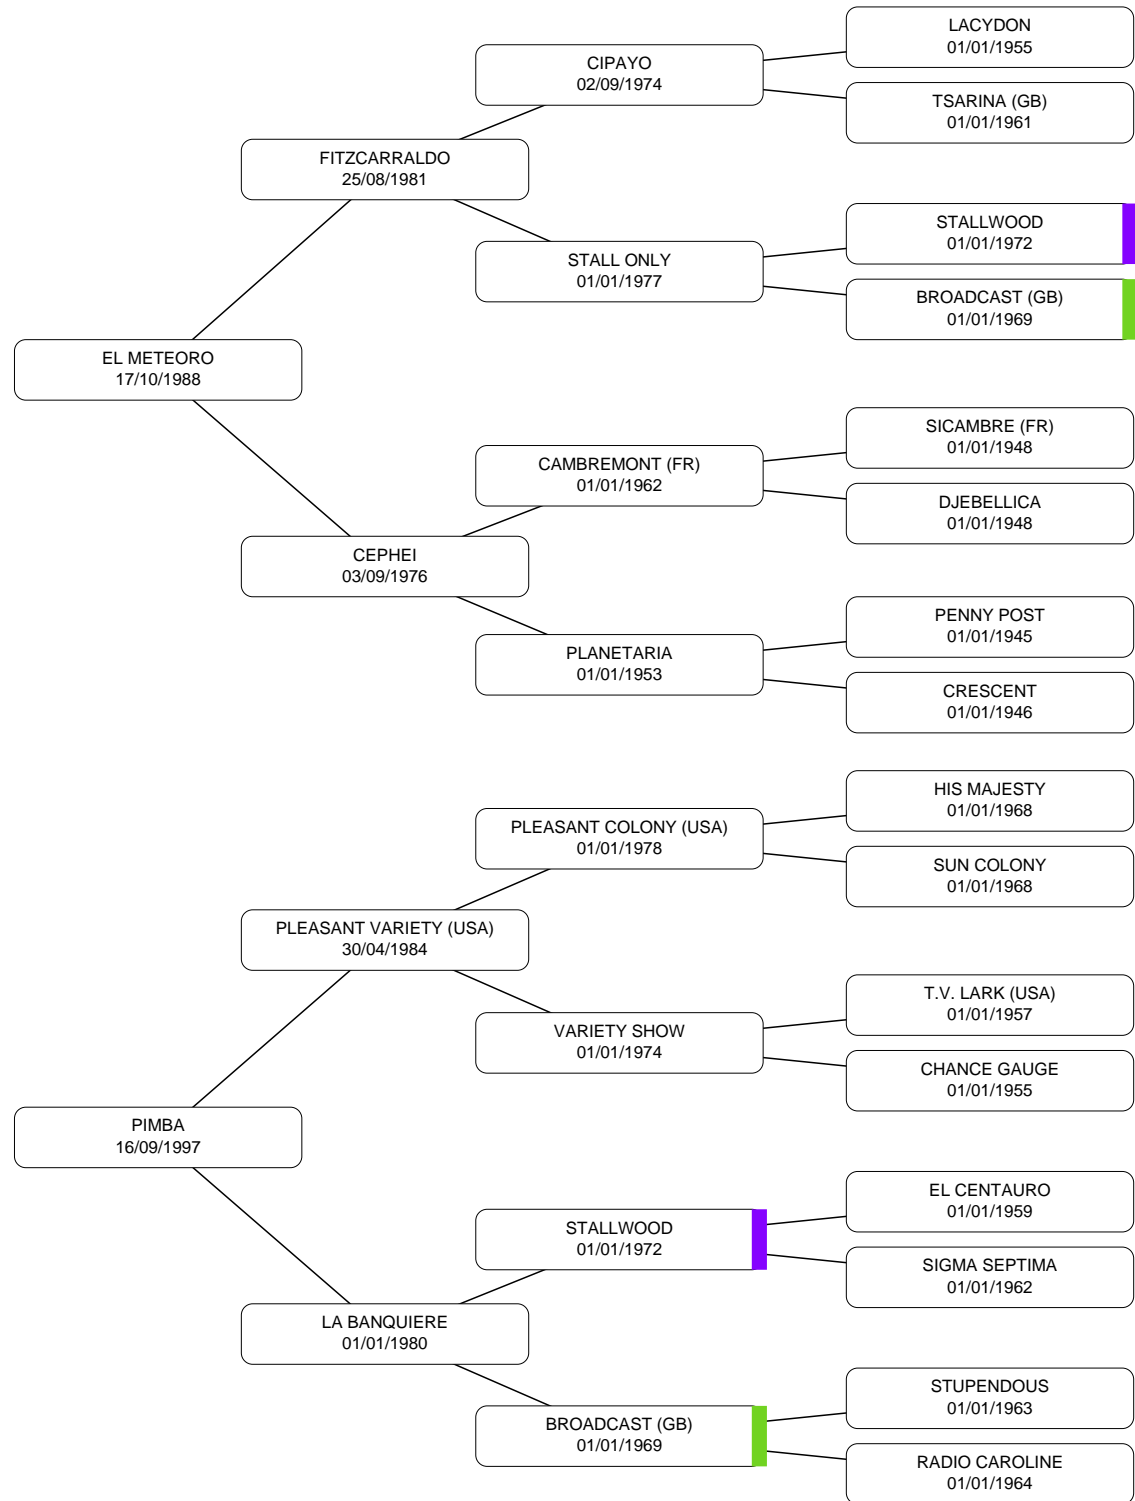 LACYDON
01/01/1955
CIPAYO
02/09/1974
TSARINA (GB)
01/01/1961
FITZCARRALDO
25/08/1981
STALLWOOD
01/01/1972
STALL ONLY
01/01/1977
BROADCAST (GB)
01/01/1969
EL METEORO
17/10/1988
SICAMBRE (FR)
01/01/1948
CAMBREMONT (FR)
01/01/1962
DJEBELLICA
01/01/1948
CEPHEI
03/09/1976
PENNY POST
01/01/1945
PLANETARIA
01/01/1953
CRESCENT
01/01/1946
HIS MAJESTY
01/01/1968
PLEASANT COLONY (USA)
01/01/1978
SUN COLONY
01/01/1968
PLEASANT VARIETY (USA)
30/04/1984
T.V. LARK (USA)
01/01/1957
VARIETY SHOW
01/01/1974
CHANCE GAUGE
01/01/1955
PIMBA
16/09/1997
EL CENTAURO
01/01/1959
STALLWOOD
01/01/1972
SIGMA SEPTIMA
01/01/1962
LA BANQUIERE
01/01/1980
STUPENDOUS
01/01/1963
BROADCAST (GB)
01/01/1969
RADIO CAROLINE
01/01/1964